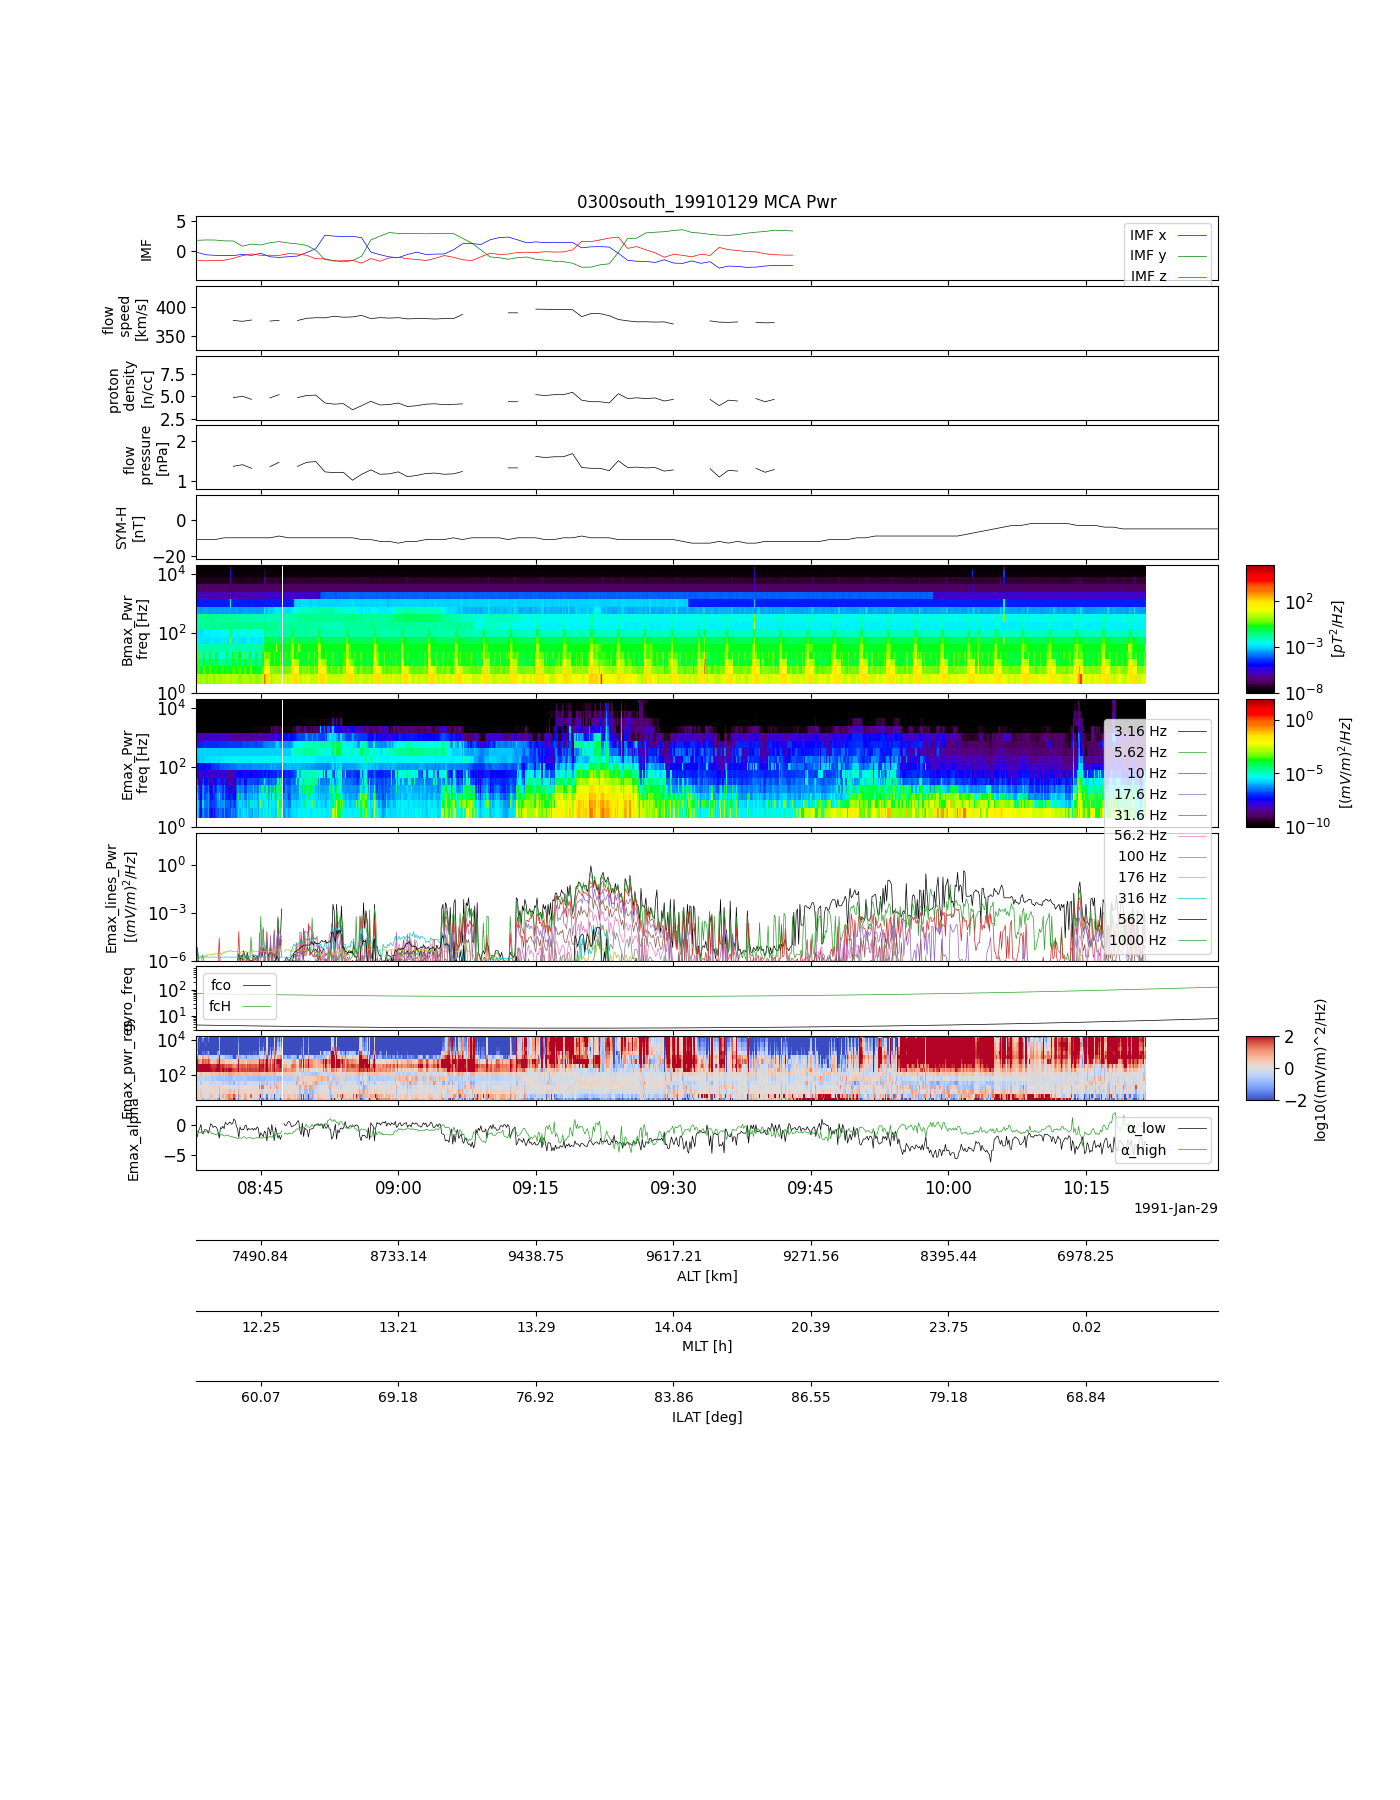 0300south_19910129 MCA Pwr
5
0
IMF
IMF x
IMF y
IMF z
400
350
flow
speed
[km/s]
7.5
5.0
2.5
proton
density
[n/cc]
2
1
flow
pressure
[nPa]
0
−20
SYM-H
[nT]
10^4
10^2
10^0
Bmax_Pwr
freq [Hz]
10^2
10^−3
10^−8
[pT^2/Hz]
10^4
10^2
10^0
Emax_Pwr
freq [Hz]
10^0
10^−5
10^−10
[(mV/m)^2/Hz]
3.16 Hz
5.62 Hz
10 Hz
17.6 Hz
31.6 Hz
56.2 Hz
100 Hz
176 Hz
316 Hz
562 Hz
1000 Hz
10^0
10^−3
10^−6
Emax_lines_Pwr
[(mV/m)^2/Hz]
10^2
10^1
gyro_freq
fco
fcH
10^4
10^2
Emax_pwr_reg
2
0
−2
log10((mV/m)^2/Hz)
0
−5
Emax_alpha
α_low
α_high
08:45 09:00 09:15 09:30 09:45 10:00 10:15
1991-Jan-29
7490.84 8733.14 9438.75 9617.21 9271.56 8395.44 6978.25
ALT [km]
12.25 13.21 13.29 14.04 20.39 23.75 0.02
MLT [h]
60.07 69.18 76.92 83.86 86.55 79.18 68.84
ILAT [deg]